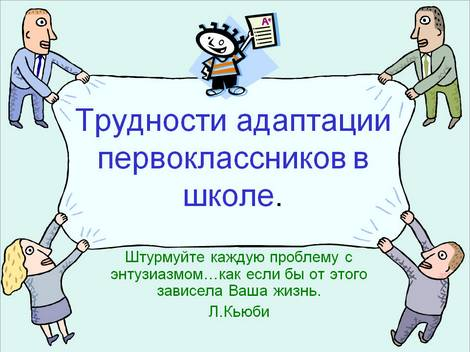 A+
Трудности адаптации
первоклассников в
школе.
Штурмуйте каждую проблему с
энтузиазмом…как если бы от этого
зависела Ваша жизнь.
Л.Кьюби